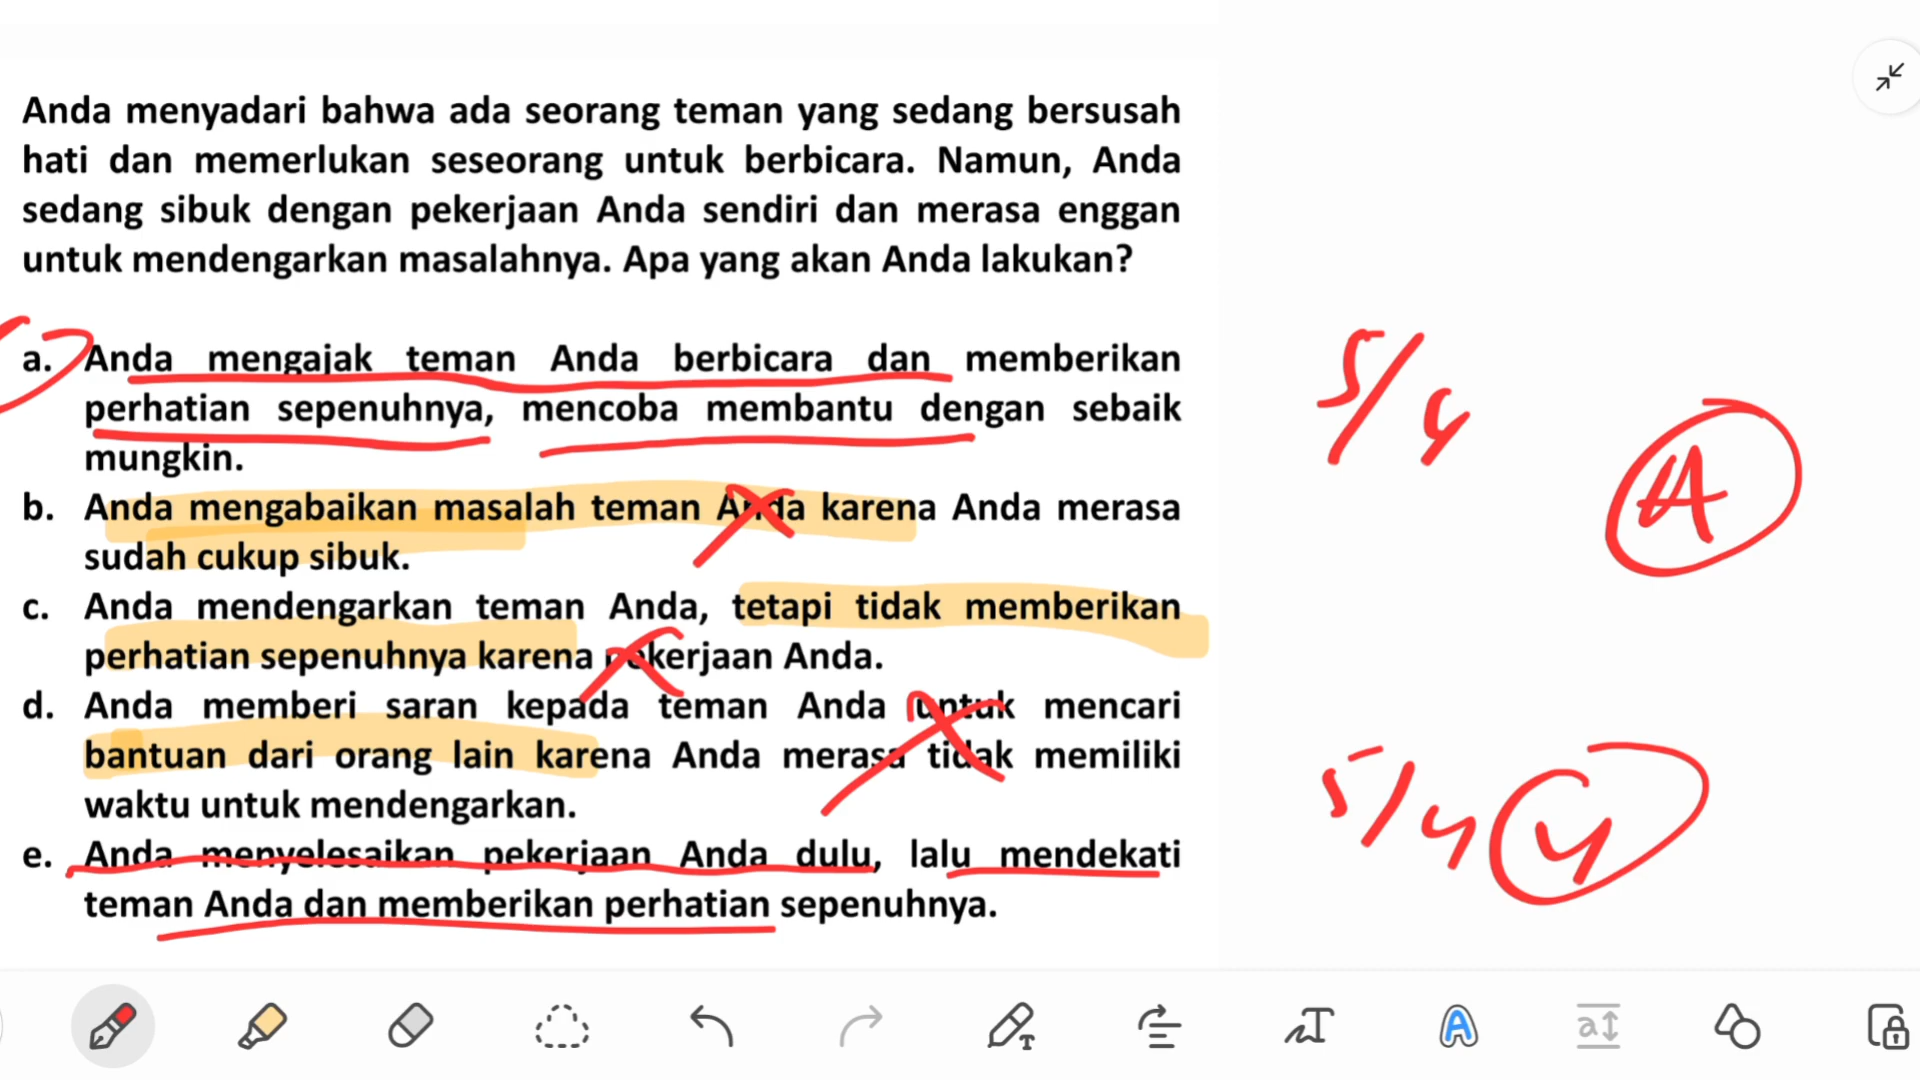 Anda menyadari bahwa ada seorang teman yang sedang bersusah
hati dan memerlukan seseorang untuk berbicara. Namun, Anda
sedang sibuk dengan pekerjaan Anda sendiri dan merasa enggan
untuk mendengarkan masalahnya. Apa yang akan Anda lakukan?
a. Anda mengajak teman Anda berbicara dan memberikan
perhatian sepenuhnya, mencoba membantu dengan sebaik
mungkin.
5/4
A
b. Anda mengabaikan masalah teman Anda karena Anda merasa
sudah cukup sibuk.
c. Anda mendengarkan teman Anda, tetapi tidak memberikan
perhatian sepenuhnya karena pekerjaan Anda.
d. Anda memberi saran kepada teman Anda untuk mencari
bantuan dari orang lain karena Anda merasa tidak memiliki
waktu untuk mendengarkan.
5/4 4
e. Anda menyelesaikan pekerjaan Anda dulu, lalu mendekati
teman Anda dan memberikan perhatian sepenuhnya.